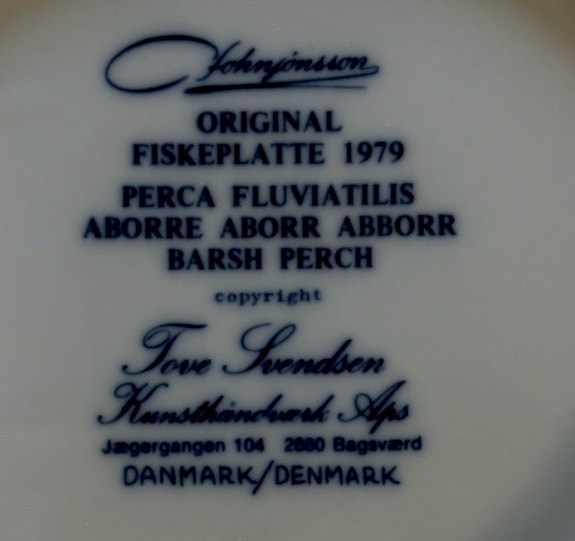 Johnjónsson
ORIGINAL
FISKEPLATTE 1979
PERCA FLUVIATILIS
ABORRE ABORR ABBORR
BARSH PERCH
copyright
Tove Svendsen
Kunsthåndværk Aps
Jægergangen 104 2880 Bagsværd
DANMARK/DENMARK